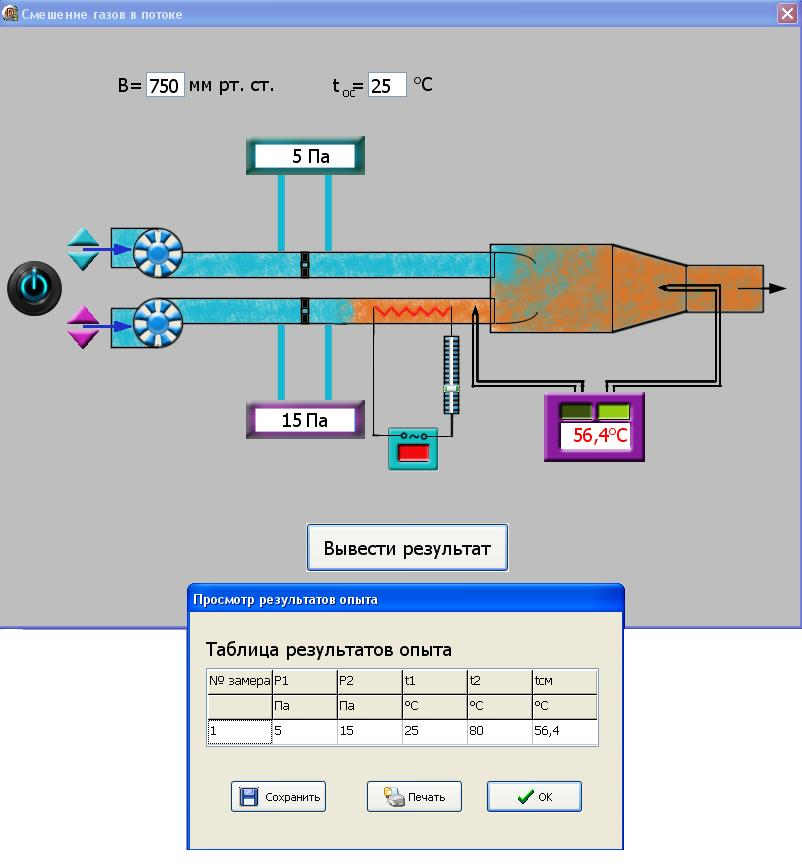 Смешение газов в потоке
B= 750 мм рт. ст. t ос= 25 °C
5 Па
15 Па
56,4°C
Вывести результат
Просмотр результатов опыта
Таблица результатов опыта
№ замера P1 P2 t1 t2 tсм
Па Па °C °C °C
1 5 15 25 80 56,4
Сохранить Печать OK